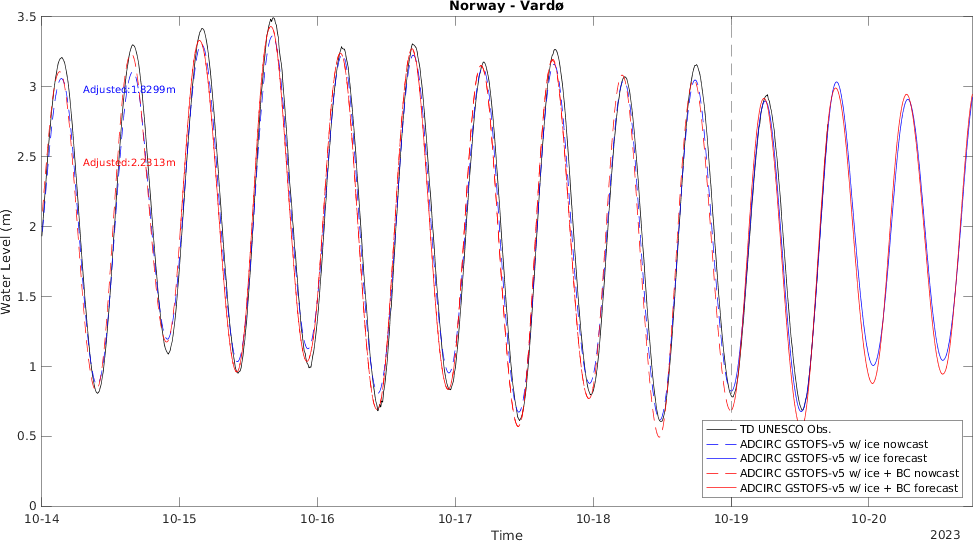 Norway - Vardø
3.5
3
2.5
2
1.5
1
0.5
0
Water Level (m)
Adjusted:1.8299m
Adjusted:2.2313m
TD UNESCO Obs.
ADCIRC GSTOFS-v5 w/ ice nowcast
ADCIRC GSTOFS-v5 w/ ice forecast
ADCIRC GSTOFS-v5 w/ ice + BC nowcast
ADCIRC GSTOFS-v5 w/ ice + BC forecast
10-14 10-15 10-16 10-17 10-18 10-19 10-20
Time
2023